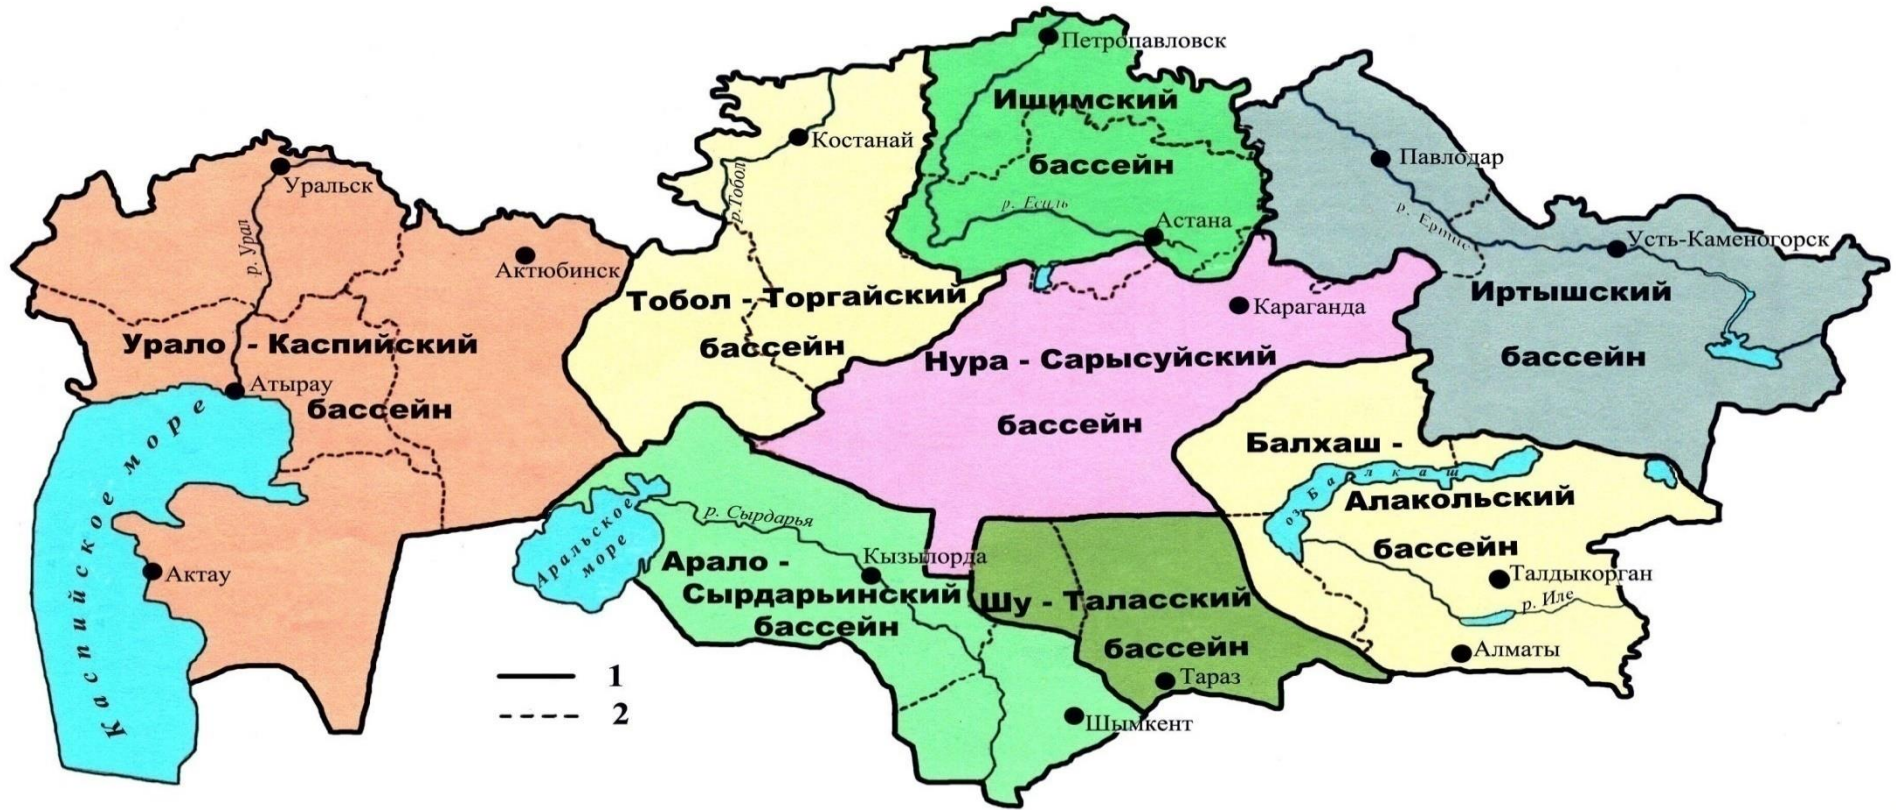 Петропавловск
Ишимский
бассейн
р. Есиль
Астана
Костанай
р.Тобол
Тобол - Торгайский
бассейн
Павлодар
р. Ертис
Усть-Каменогорск
Иртышский
бассейн
Уральск
р. Урал
Актюбинск
Урало - Каспийский
бассейн
Атырау
Каспийское море
Актау
Караганда
Нура - Сарысуйский
бассейн
Балхаш -
Алакольский
бассейн
оз Балкаш
Талдыкорган
р. Иле
Алматы
Аральское
море
р. Сырдарья
Кызылорда
Арало -
Сырдарьинский
бассейн
Шымкент
Шу - Таласский
бассейн
Тараз
1
2